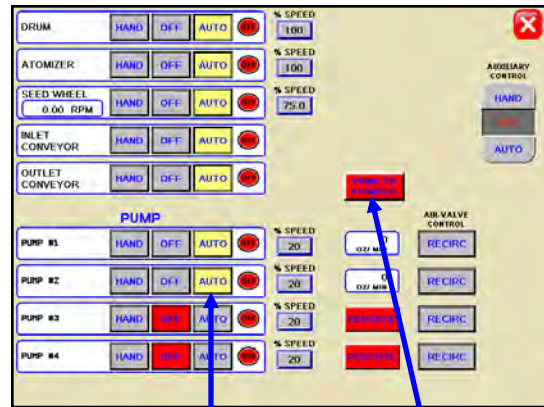 DRUM HAND OFF AUTO OFF % SPEED 100
ATOMIZER HAND OFF AUTO OFF % SPEED 100
AUXILIARY CONTROL
SEED WHEEL 0.00 RPM HAND OFF AUTO OFF % SPEED 75.0
HAND
INLET CONVEYOR HAND OFF AUTO OFF
AUTO
OUTLET CONVEYOR HAND OFF AUTO OFF
PRIME TO
PUMP
AIR-VALVE CONTROL
PUMP #1 HAND OFF AUTO OFF % SPEED 20 0 OZ/ MIN RECIRC
PUMP #2 HAND OFF AUTO OFF % SPEED 20 0 OZ/ MIN RECIRC
PUMP #3 HAND OFF AUTO OFF % SPEED 20 REVERSE RECIRC
PUMP #4 HAND OFF AUTO OFF % SPEED 20 REVERSE RECIRC